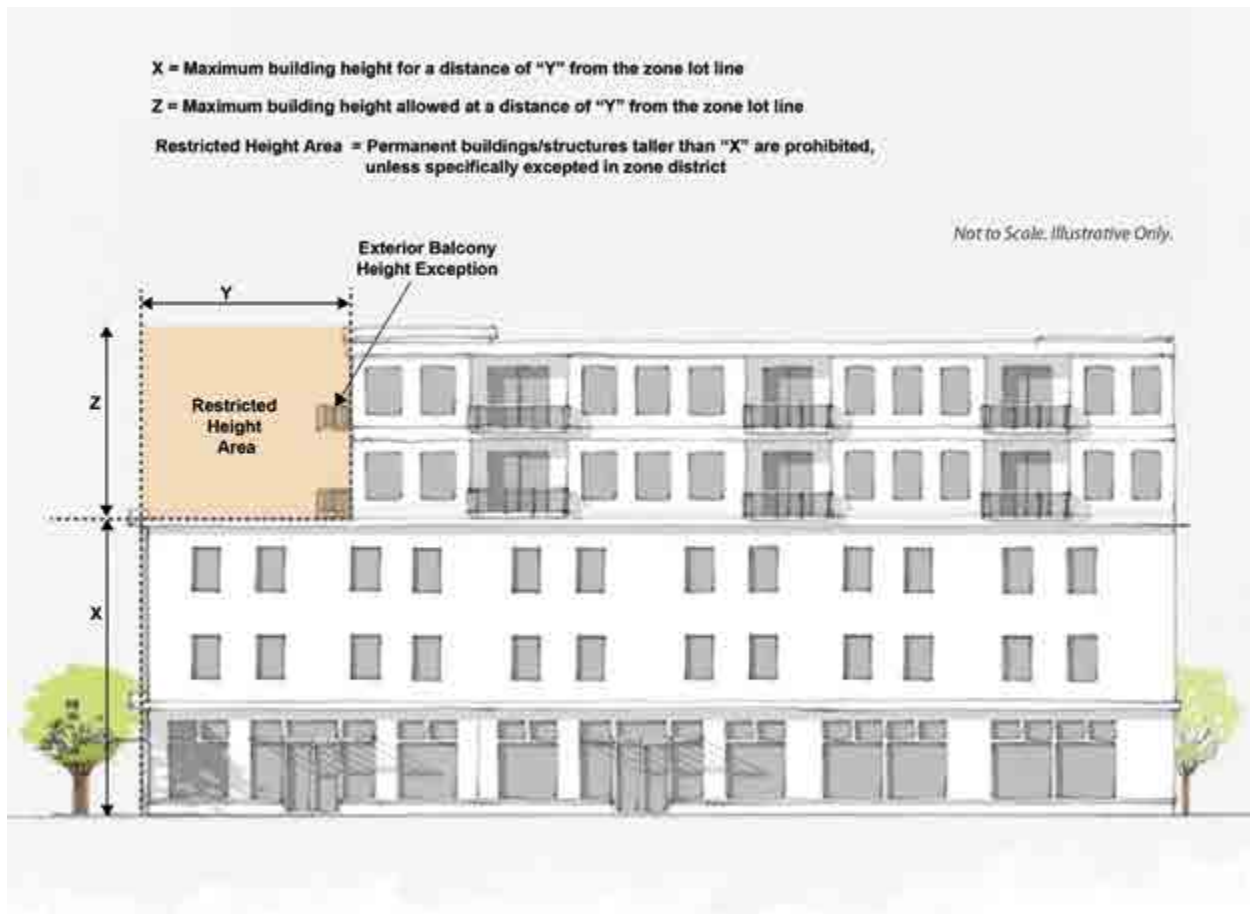 X = Maximum building height for a distance of "Y" from the zone lot line
Z = Maximum building height allowed at a distance of "Y" from the zone lot line
Restricted Height Area = Permanent buildings/structures taller than "X" are prohibited,
unless specifically excepted in zone district
Not to Scale. Illustrative Only.
Exterior Balcony
Height Exception
Y
Z
Restricted
Height
Area
X